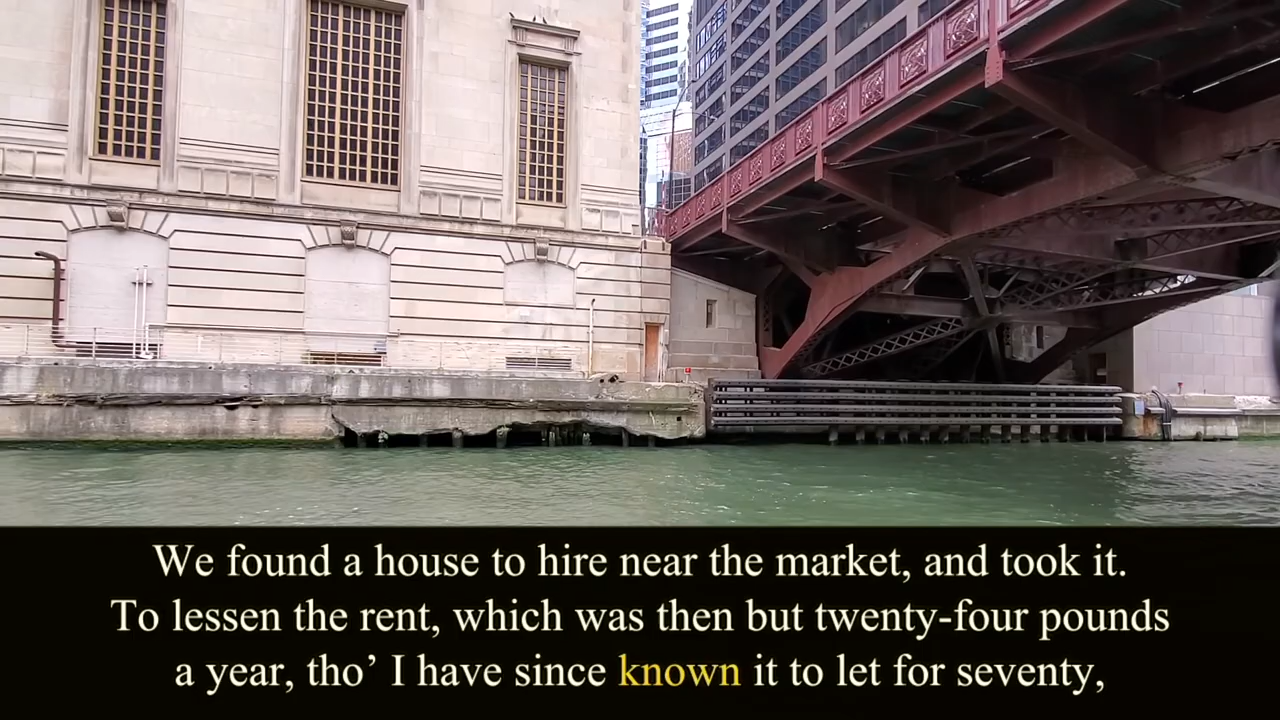 We found a house to hire near the market, and took it.
To lessen the rent, which was then but twenty-four pounds
a year, tho’ I have since known it to let for seventy,